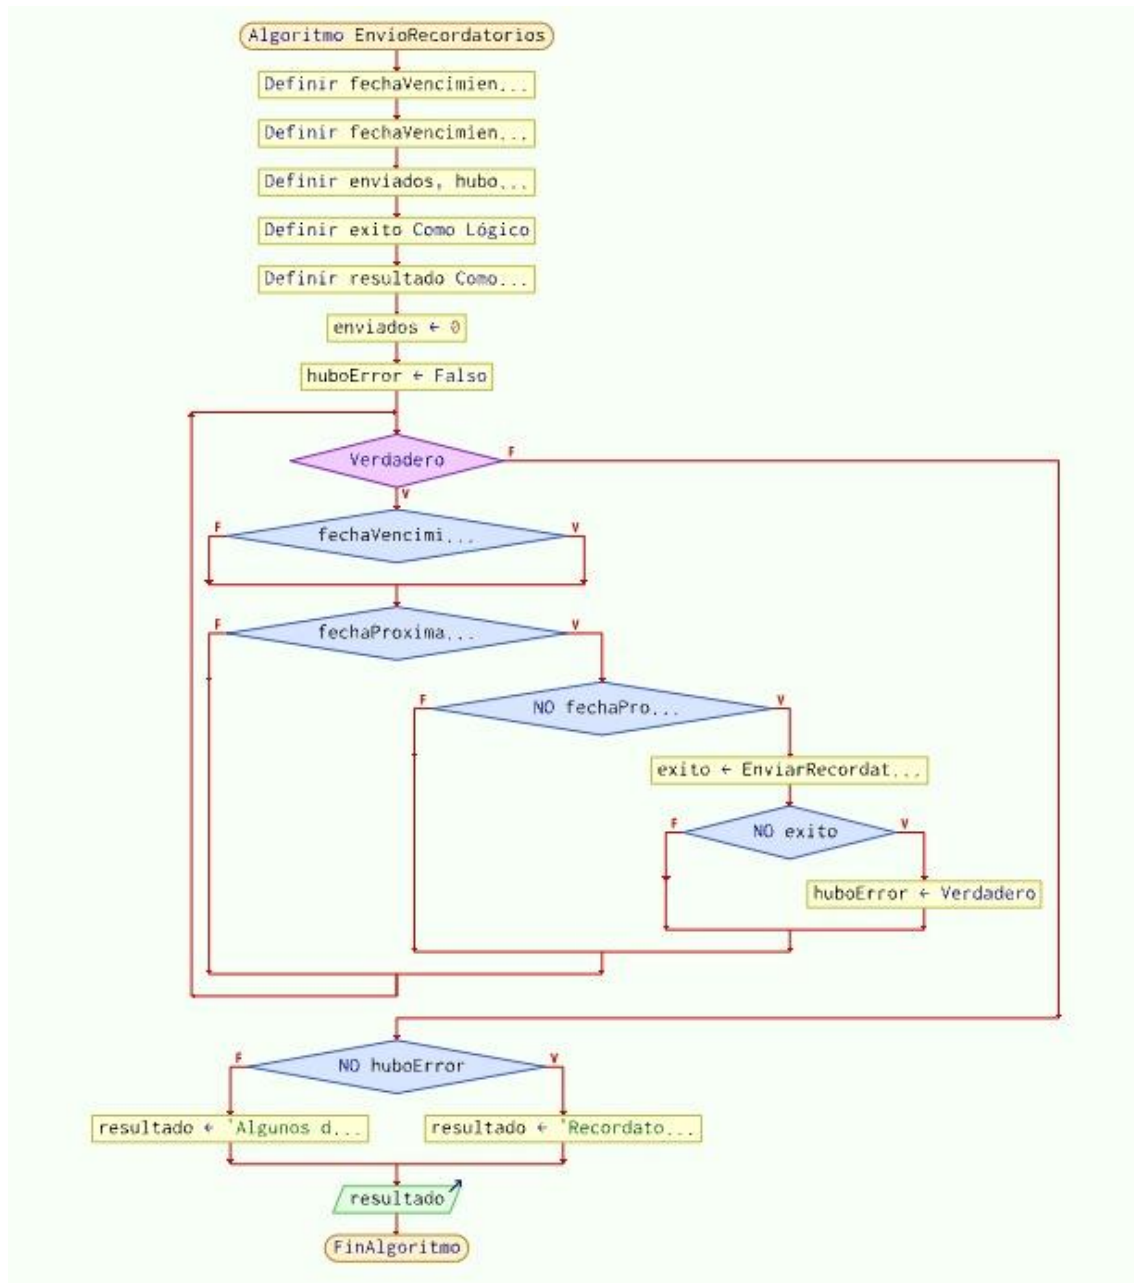 Algoritmo EnvioRecordatorios
Definir fechaVencimien...
Definir fechaVencimien...
Definir enviados, hubo...
Definir exito Como Lógico
Definir resultado Como...
enviados ← 0
huboError ← Falso
Verdadero
F
V
F
fechaVencimi...
V
F
fechaProxima...
V
F
NO fechaPro...
V
exito ← EnviarRecordat...
F
NO exito
V
huboError ← Verdadero
F
NO huboError
V
resultado ← 'Algunos d...
resultado ← 'Recordato...
resultado
FinAlgoritmo